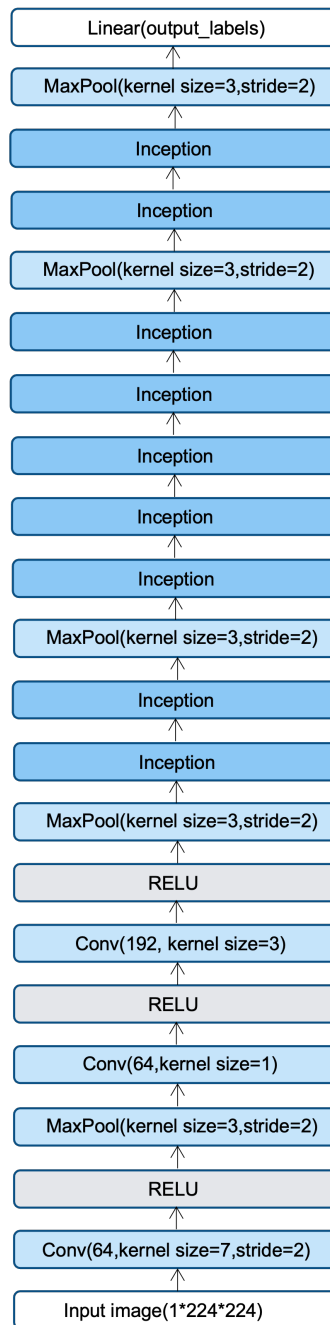 Linear(output_labels)
MaxPool(kernel size=3,stride=2)
Inception
Inception
MaxPool(kernel size=3,stride=2)
Inception
Inception
Inception
Inception
Inception
MaxPool(kernel size=3,stride=2)
Inception
Inception
MaxPool(kernel size=3,stride=2)
RELU
Conv(192, kernel size=3)
RELU
Conv(64,kernel size=1)
MaxPool(kernel size=3,stride=2)
RELU
Conv(64,kernel size=7,stride=2)
Input image(1*224*224)